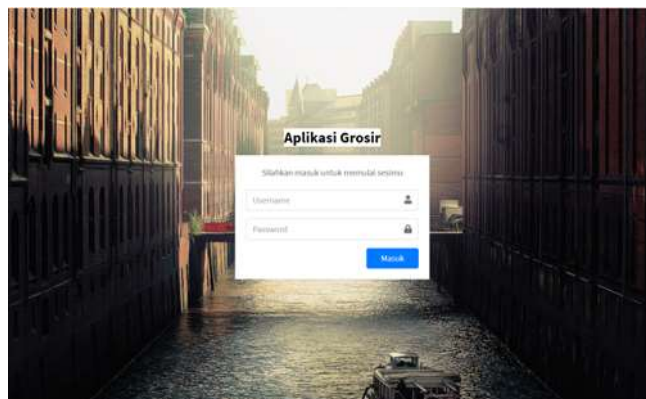 Aplikasi Grosir
Silahkan masuk untuk memulai sesimu
Username
Password
Masuk